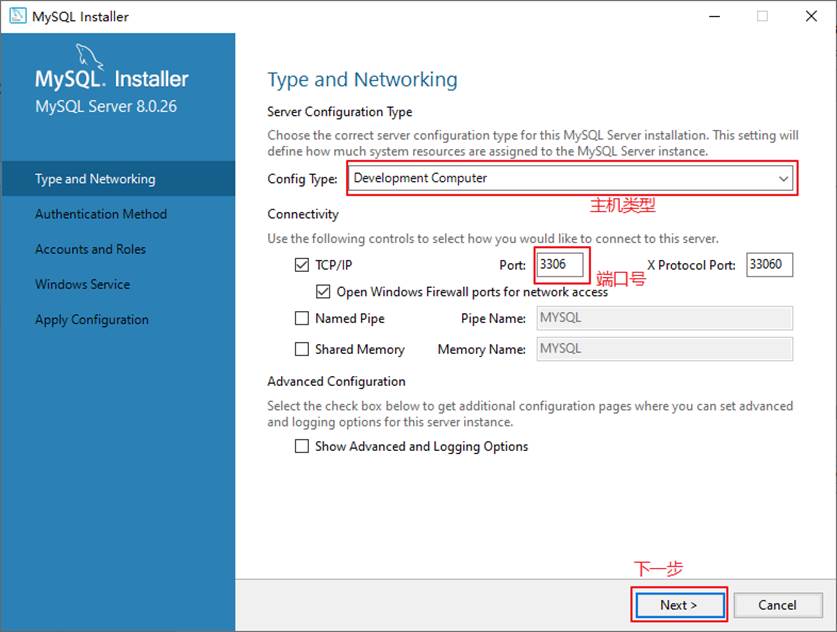 MySQL Installer
MySQL. Installer
MySQL Server 8.0.26
Type and Networking
Authentication Method
Accounts and Roles
Windows Service
Apply Configuration
Type and Networking
Server Configuration Type
Choose the correct server configuration type for this MySQL Server installation. This setting will
define how much system resources are assigned to the MySQL Server instance.
Config Type: Development Computer
主机类型
Connectivity
Use the following controls to select how you would like to connect to this server.
TCP/IP Port: 3306 端口号 X Protocol Port: 33060
Open Windows Firewall ports for network access
Named Pipe Pipe Name: MYSQL
Shared Memory Memory Name: MYSQL
Advanced Configuration
Select the check box below to get additional configuration pages where you can set advanced
and logging options for this server instance.
Show Advanced and Logging Options
下一步
Next > Cancel